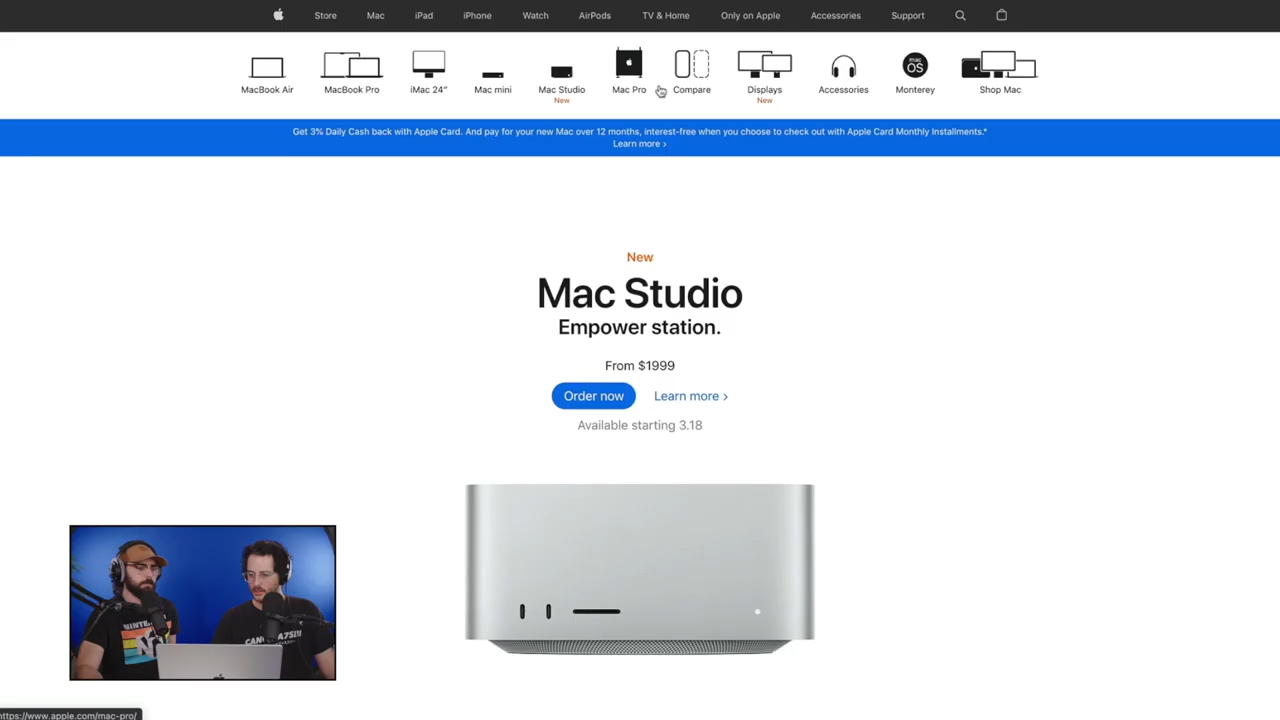 Store Mac iPad iPhone Watch AirPods TV & Home Only on Apple Accessories Support
MacBook Air MacBook Pro iMac 24″ Mac mini Mac Studio Mac Pro Compare Displays Accessories Monterey Shop Mac
New New
macOS
Get 3% Daily Cash back with Apple Card. And pay for your new Mac over 12 months, interest-free when you choose to check out with Apple Card Monthly Installments.*
Learn more ›
New
Mac Studio
Empower station.
From $1999
Order now Learn more ›
Available starting 3.18
https://www.apple.com/mac-pro/